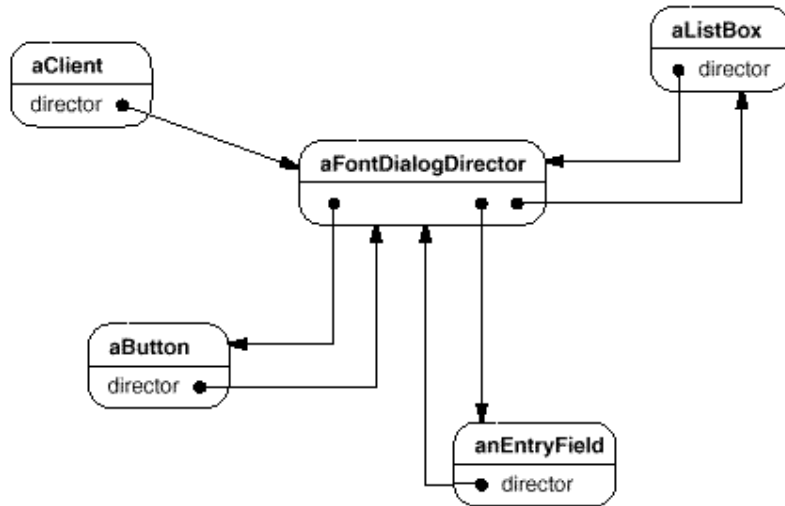 aListBox
director
aClient
director
aFontDialogDirector
aButton
director
anEntryField
director